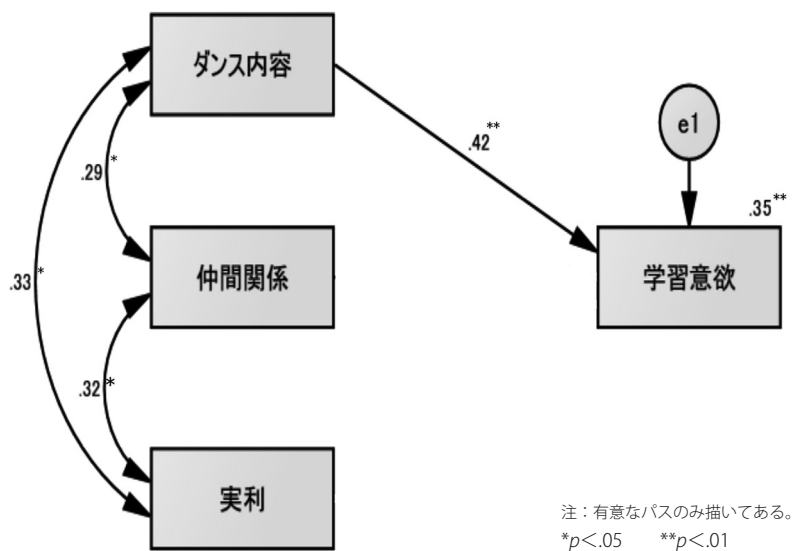 ダンス内容
e1
.42**
.29*
.35**
仲間関係
学習意欲
.33*
.32*
実利
注：有意なパスのみ描いてある。
*p<.05 **p<.01